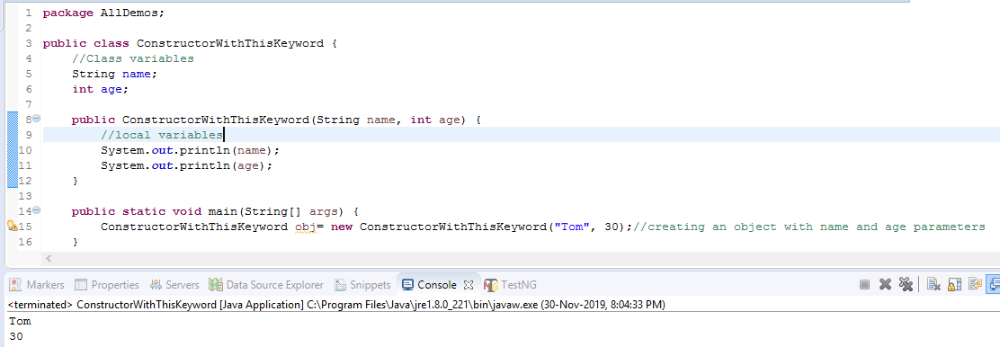 1 package AllDemos;
2
3 public class ConstructorWithThisKeyword {
4     //Class variables
5     String name;
6     int age;
7
8     public ConstructorWithThisKeyword(String name, int age) {
9         //local variables
10         System.out.println(name);
11         System.out.println(age);
12     }
13
14     public static void main(String[] args) {
15         ConstructorWithThisKeyword obj= new ConstructorWithThisKeyword("Tom", 30);//creating an object with name and age parameters
16     }
Markers Properties Servers Data Source Explorer Snippets Console TestNG
<terminated> ConstructorWithThisKeyword [Java Application] C:\Program Files\Java\jre1.8.0_221\bin\javaw.exe (30-Nov-2019, 8:04:33 PM)
Tom
30